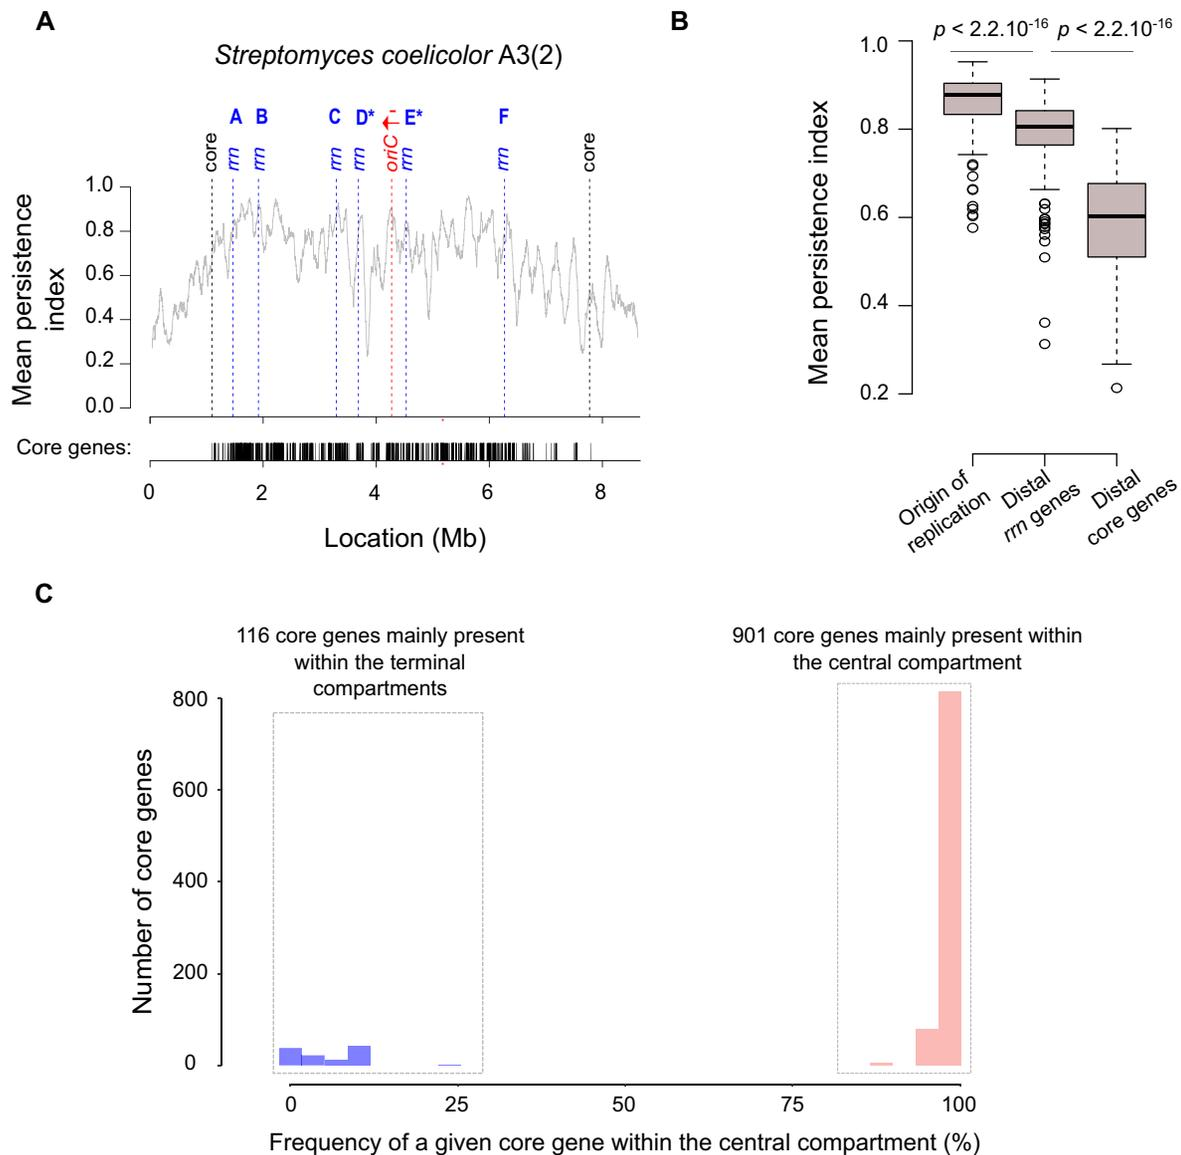 A
Streptomyces coelicolor A3(2)
A B C D* E* F
core rrn rrn rrn rrn oriC rrn rrn core
Mean persistence
index
1.0
0.8
0.6
0.4
0.2
0.0
Core genes:
0 2 4 6 8
Location (Mb)
B
p < 2.2.10-16 p < 2.2.10-16
Mean persistence index
1.0
0.8
0.6
0.4
0.2
Origin of
replication
Distal
rrn genes
Distal
core genes
C
116 core genes mainly present
within the terminal
compartments
901 core genes mainly present within
the central compartment
Number of core genes
800
600
400
200
0
0 25 50 75 100
Frequency of a given core gene within the central compartment (%)